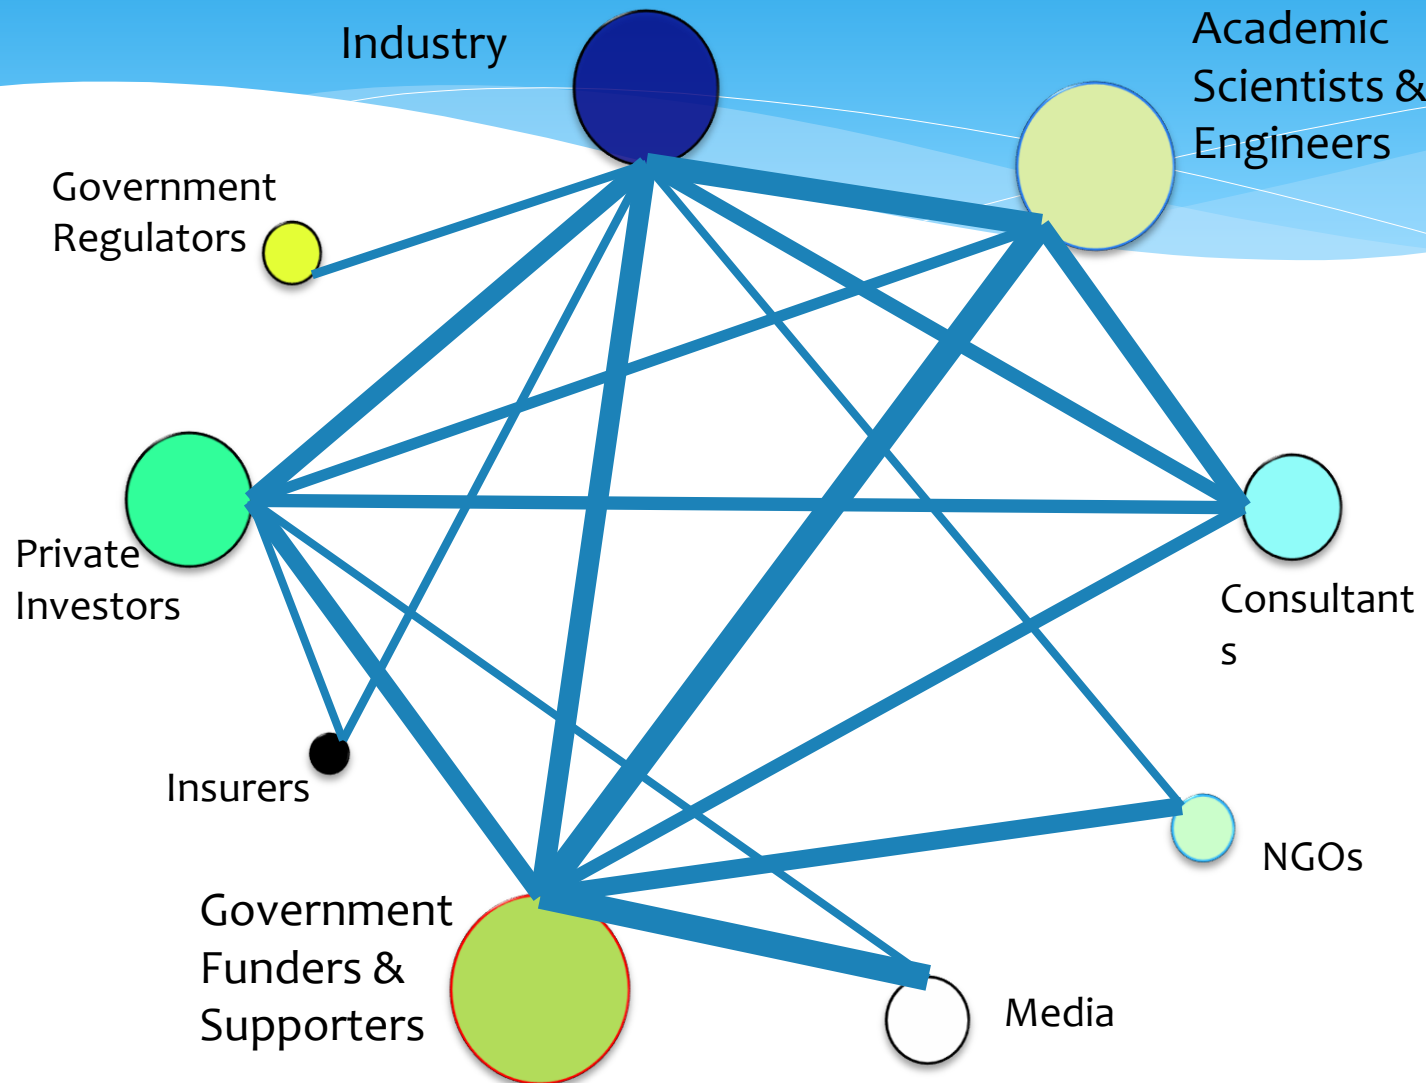 Industry
Academic
Scientists &
Engineers
Government
Regulators
Private
Investors
Consultant
s
Insurers
NGOs
Government
Funders &
Supporters
Media